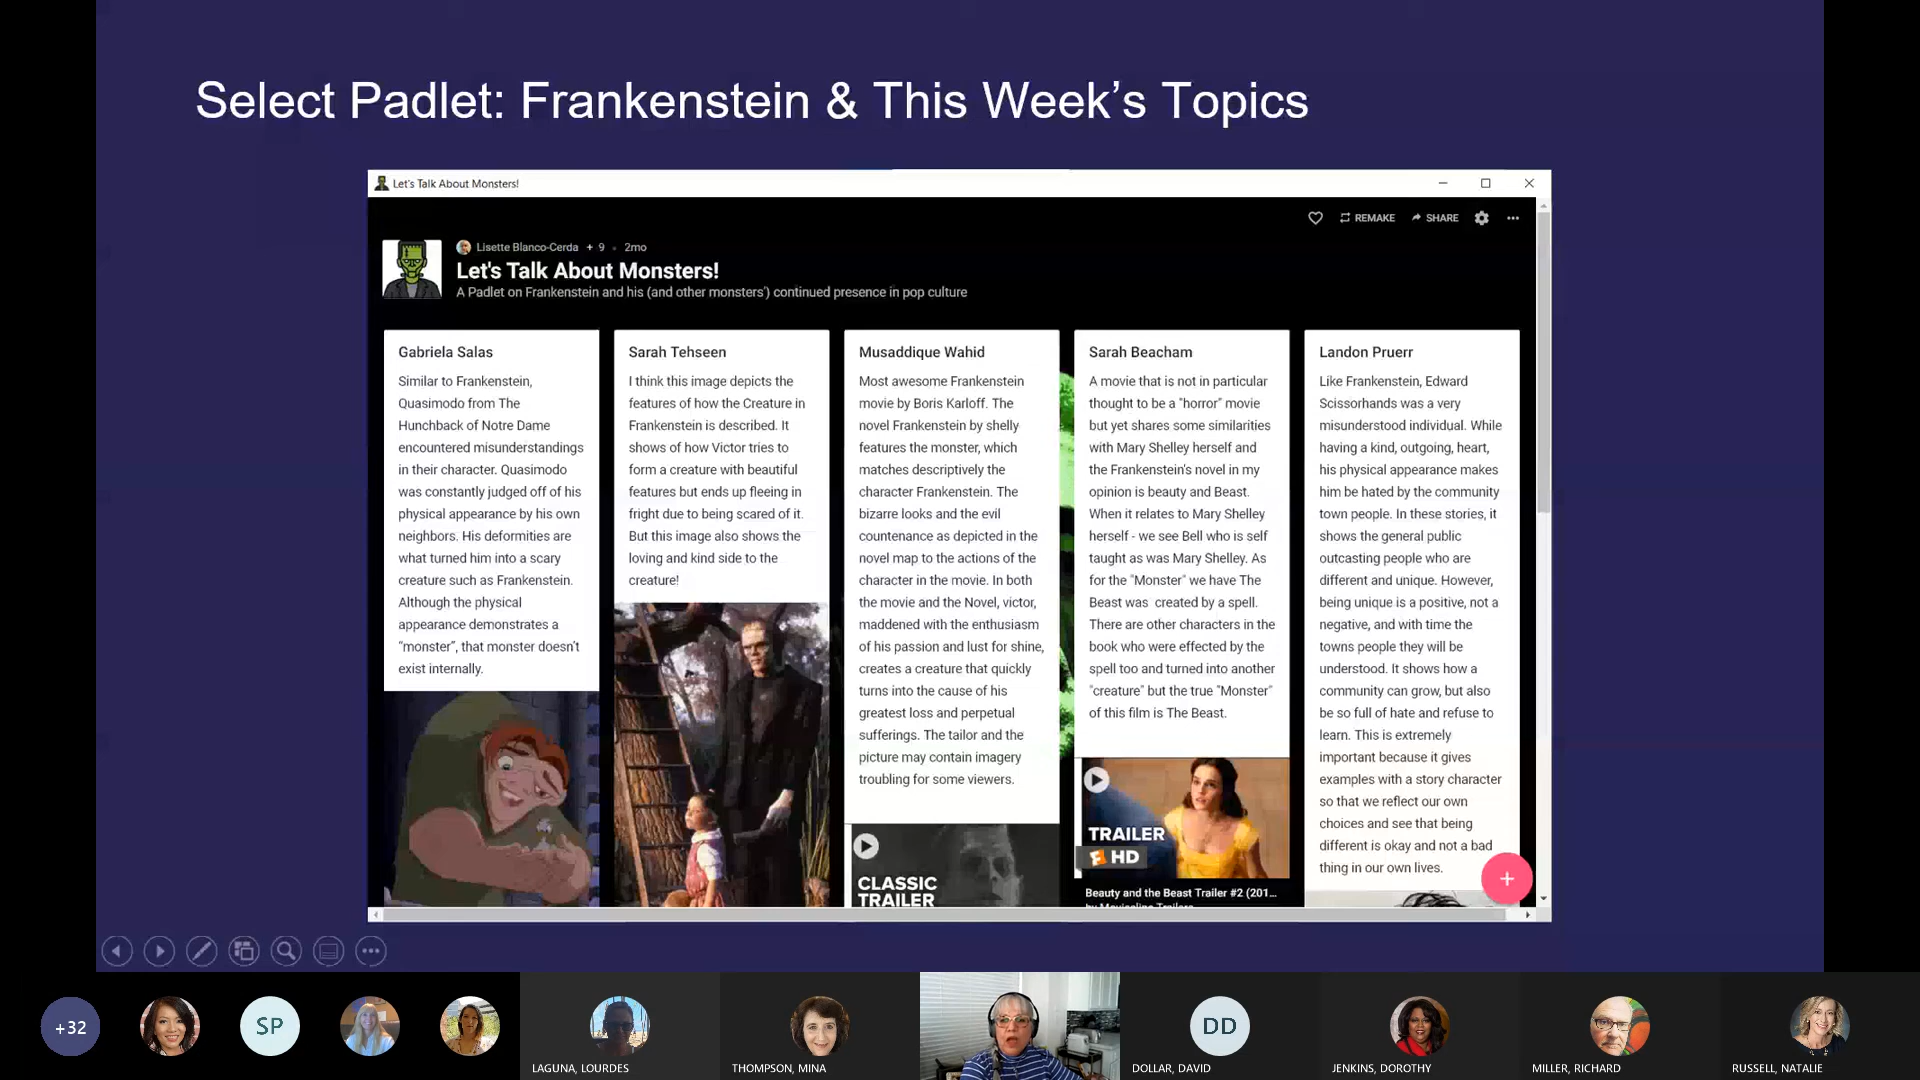 Select Padlet: Frankenstein & This Week’s Topics
Let's Talk About Monsters!
REMAKE
SHARE
Lisette Blanco-Cerda + 9 • 2mo
Let's Talk About Monsters!
A Padlet on Frankenstein and his (and other monsters') continued presence in pop culture
Gabriela Salas
Similar to Frankenstein,
Quasimodo from The
Hunchback of Notre Dame
encountered misunderstandings
in their character. Quasimodo
was constantly judged off of his
physical appearance by his own
neighbors. His deformities are
what turned him into a scary
creature such as Frankenstein.
Although the physical
appearance demonstrates a
“monster”, that monster doesn’t
exist internally.
Sarah Tehseen
I think this image depicts the
features of how the Creature in
Frankenstein is described. It
shows of how Victor tries to
form a creature with beautiful
features but ends up fleeing in
fright due to being scared of it.
But this image also shows the
loving and kind side to the
creature!
Musaddique Wahid
Most awesome Frankenstein
movie by Boris Karloff. The
novel Frankenstein by shelly
features the monster, which
matches descriptively the
character Frankenstein. The
bizarre looks and the evil
countenance as depicted in the
novel map to the actions of the
character in the movie. In both
the movie and the Novel, victor,
maddened with the enthusiasm
of his passion and lust for shine,
creates a creature that quickly
turns into the cause of his
greatest loss and perpetual
sufferings. The tailor and the
picture may contain imagery
troubling for some viewers.
CLASSIC
TRAILER
Sarah Beacham
A movie that is not in particular
thought to be a "horror" movie
but yet shares some similarities
with Mary Shelley herself and
the Frankenstein's novel in my
opinion is beauty and Beast.
When it relates to Mary Shelley
herself - we see Bell who is self
taught as was Mary Shelley. As
for the "Monster" we have The
Beast was created by a spell.
There are other characters in the
book who were effected by the
spell too and turned into another
"creature" but the true "Monster"
of this film is The Beast.
TRAILER
HD
Beauty and the Beast Trailer #2 (201...
by Movieclips Trailers
Landon Pruerr
Like Frankenstein, Edward
Scissorhands was a very
misunderstood individual. While
having a kind, outgoing, heart,
his physical appearance makes
him be hated by the community
town people. In these stories, it
shows the general public
outcasting people who are
different and unique. However,
being unique is a positive, not a
negative, and with time the
towns people they will be
understood. It shows how a
community can grow, but also
be so full of hate and refuse to
learn. This is extremely
important because it gives
examples with a story character
so that we reflect our own
choices and see that being
different is okay and not a bad
thing in our own lives.
+32
SP
LAGUNA, LOURDES
THOMPSON, MINA
DD
DOLLAR, DAVID
JENKINS, DOROTHY
MILLER, RICHARD
RUSSELL, NATALIE